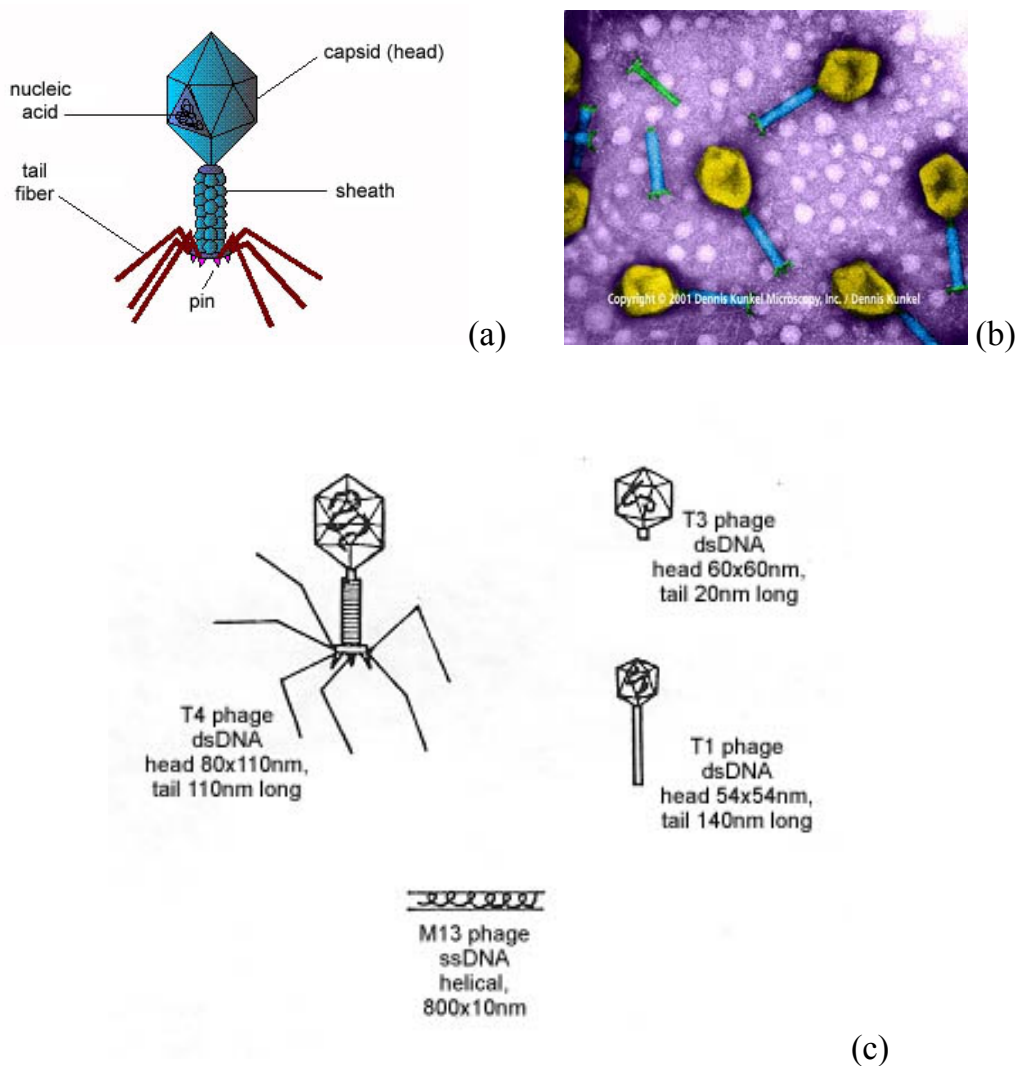 capsid (head)
nucleic
acid
tail
fiber
sheath
pin
(a)
Copyright © 2001 Dennis Kunkel Microscopy, Inc. / Dennis Kunkel
(b)
T3 phage
dsDNA
head 60x60nm,
tail 20nm long
T4 phage
dsDNA
head 80x110nm,
tail 110nm long
T1 phage
dsDNA
head 54x54nm,
tail 140nm long
M13 phage
ssDNA
helical,
800x10nm
(c)